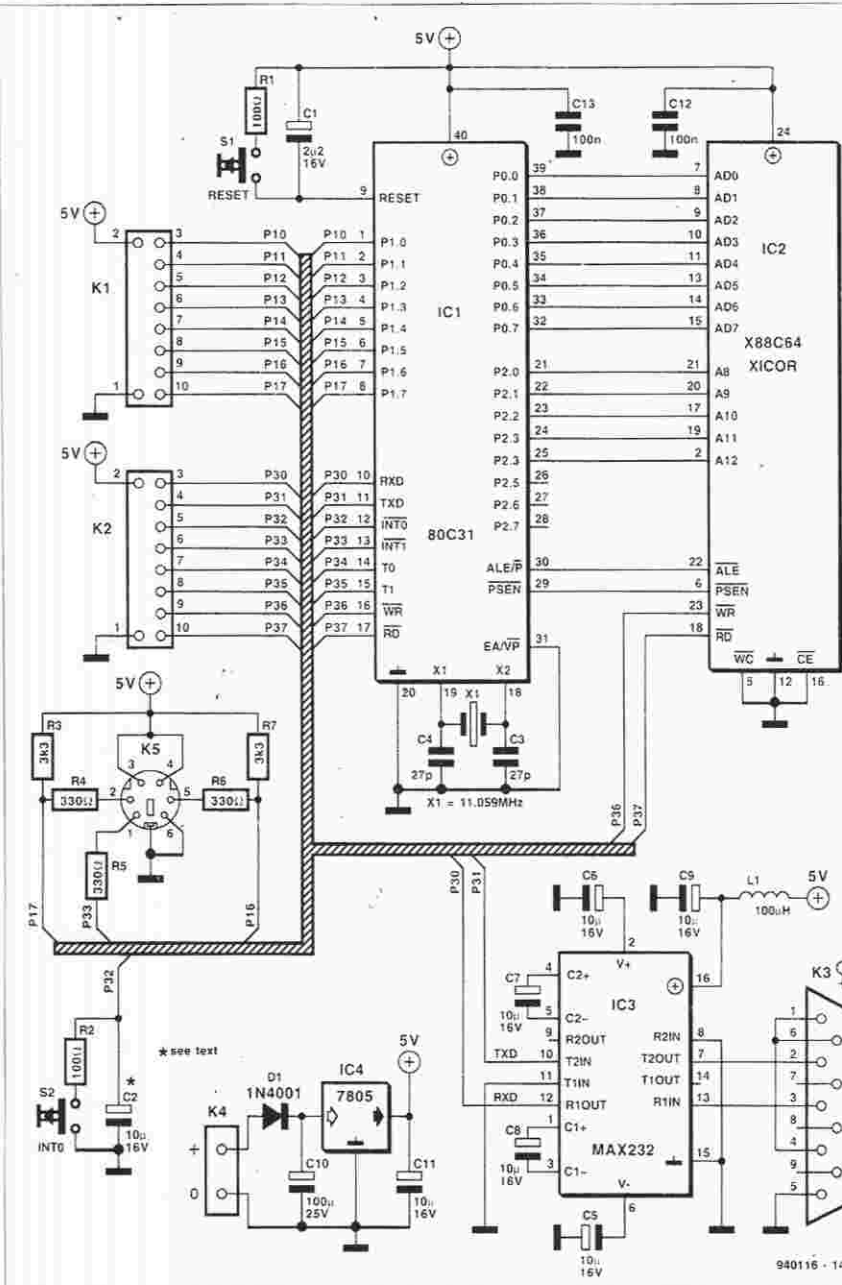 5V
R1
100Ω
S1
RESET
C1
2µ2
16V
C13
100n
C12
100n
40
24
9 RESET
IC1
80C31
P1.0
P1.1
P1.2
P1.3
P1.4
P1.5
P1.6
P1.7
1
2
3
4
5
6
7
8
RXD
TXD
INT0
INT1
T0
T1
WR
RD
10
11
12
13
14
15
16
17
P0.0 39
P0.1 38
P0.2 37
P0.3 36
P0.4 35
P0.5 34
P0.6 33
P0.7 32
P2.0 21
P2.1 22
P2.2 23
P2.3 24
P2.3 25
P2.5 26
P2.6 27
P2.7 28
ALE/P 30
PSEN 29
EA/VP 31
X1
X2
20
19
18
X1
C4
27p
C3
27p
X1 = 11.059MHz
7 AD0
8 AD1
9 AD2
10 AD3
11 AD4
13 AD5
14 AD6
15 AD7
IC2
X88C64
XICOR
21 A8
20 A9
17 A10
19 A11
2 A12
22 ALE
6 PSEN
23 WR
18 RD
WC
CE
5
12
16
5V
K1
2
1
3 P10 P10
4 P11 P11
5 P12 P12
6 P13 P13
7 P14 P14
8 P15 P15
9 P16 P16
10 P17 P17
5V
K2
2
1
3 P30 P30
4 P31 P31
5 P32 P32
6 P33 P33
7 P34 P34
8 P35 P35
9 P36 P36
10 P37 P37
5V
R3
3k3
R7
3k3
K5
3
4
2
5
1
6
R4
330Ω
R6
330Ω
R5
330Ω
P17
P33
P16
P36
P37
P30
P31
P32
R2
100Ω
S2
INT0
*
C2
10µ
16V
*see text
K4
+
0
D1
1N4001
IC4
7805
5V
C10
100µ
25V
C11
10µ
16V
C6
10µ
16V
C9
10µ
16V
L1
100µH
5V
2
V+
16
IC3
MAX232
C7
10µ
16V
4 C2+
5 C2-
9 R2OUT
TXD 10 T2IN
11 T1IN
RXD 12 R1OUT
C8
10µ
16V
1 C1+
3 C1-
R2IN 8
T2OUT 7
T1OUT 14
R1IN 13
15
V-
6
C5
10µ
16V
K3
1
6
2
7
3
8
4
9
5
940116 - 14